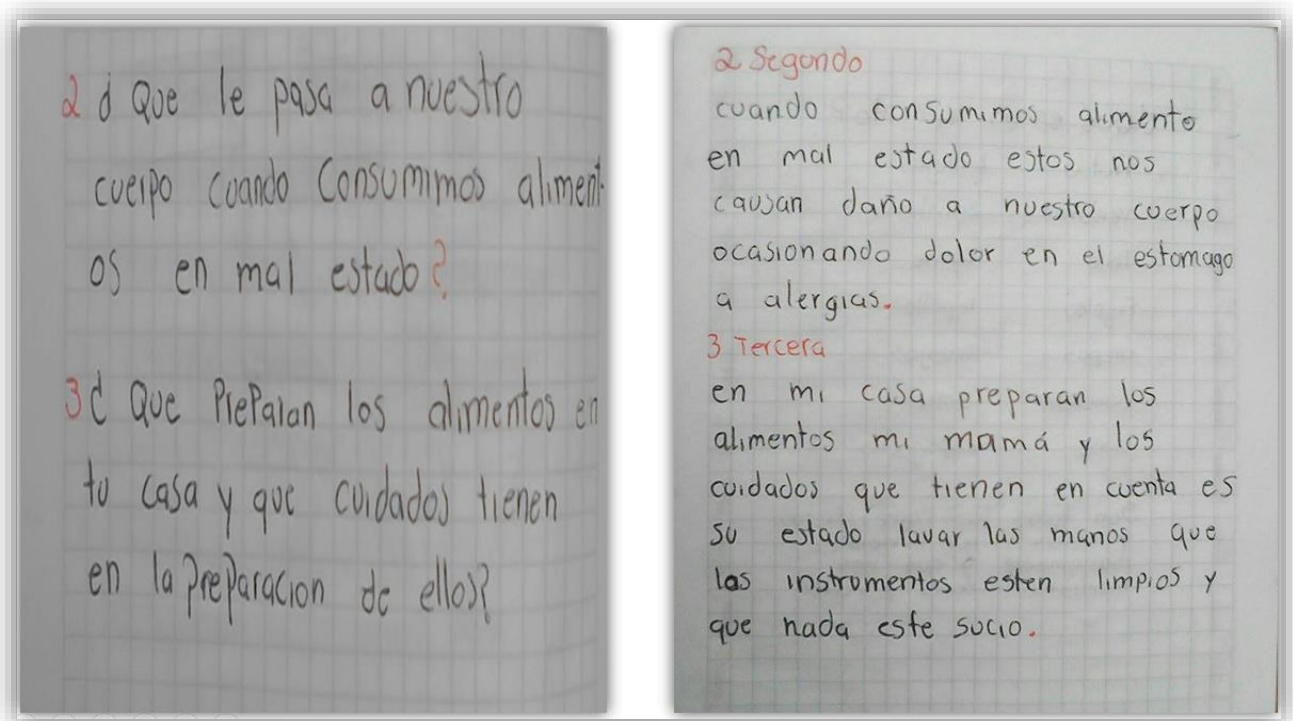 2 ¿ Que le pasa a nuestro
cuerpo cuando Consumimos aliment
os en mal estado?
3 ¿ Que PrePaian los alimentos en
tu casa y que cuidados tienen
en la PreParacion de ellos?
2 Segundo
cuando consumimos alimento
en mal estado estos nos
causan daño a nuestro cuerpo
ocasionando dolor en el estomago
a alergias.
3 Tercera
en mi casa preparan los
alimentos mi mamá y los
cuidados que tienen en cuenta es
su estado lavar las manos que
los instrumentos esten limpios y
que nada este sucio.